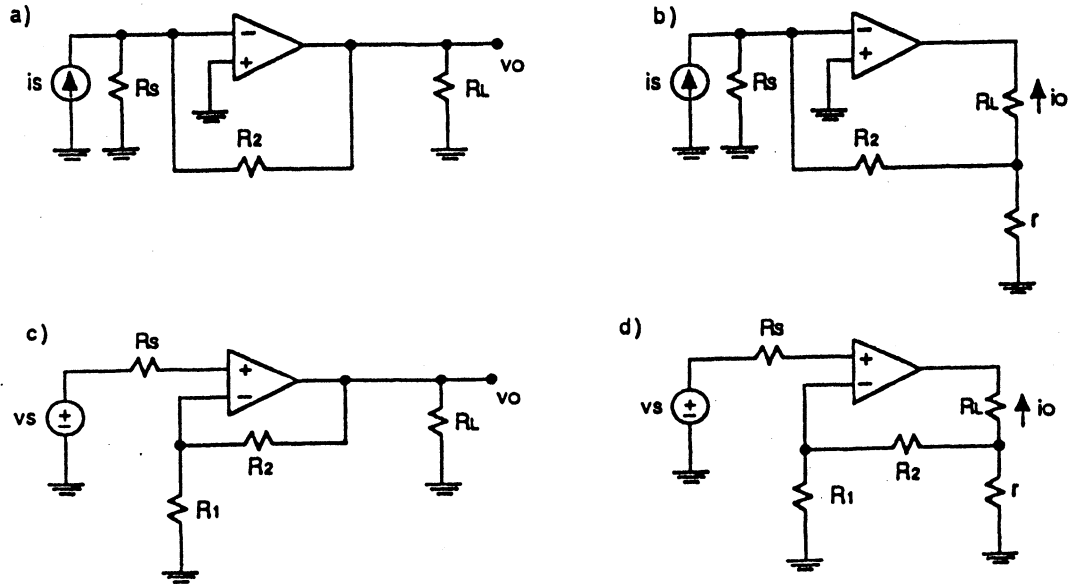 a)
is
Rs
−
+
R2
RL
vo
b)
is
Rs
−
+
R2
RL
io
r
c)
vs
+
−
Rs
+
−
R2
R1
RL
vo
d)
vs
+
−
Rs
+
−
R2
R1
RL
io
r